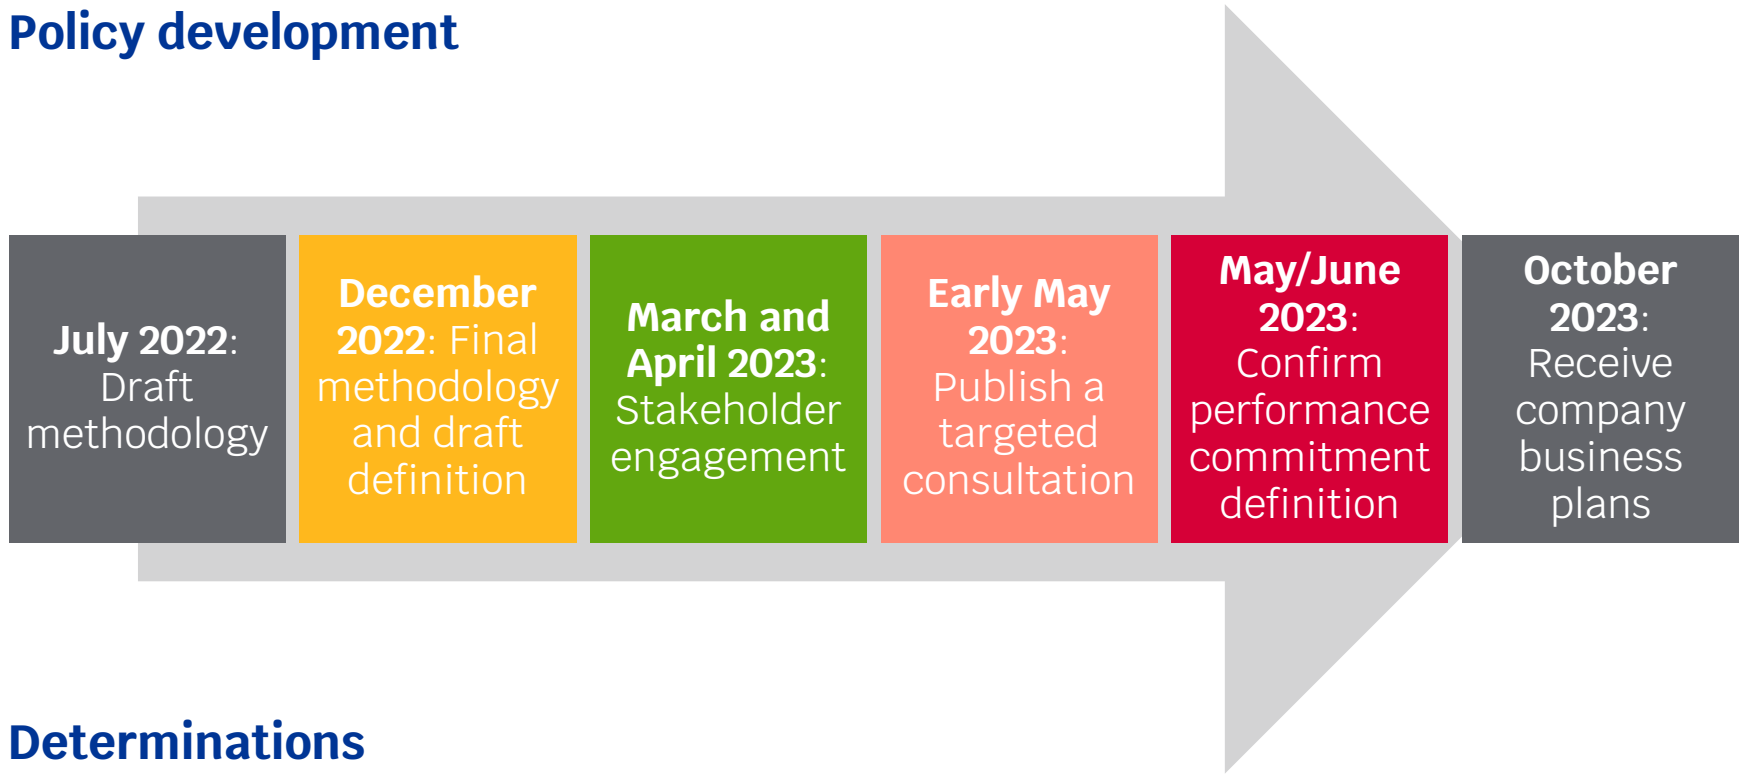 Policy development
July 2022:
Draft
methodology
December
2022: Final
methodology
and draft
definition
March and
April 2023:
Stakeholder
engagement
Early May
2023:
Publish a
targeted
consultation
May/June
2023:
Confirm
performance
commitment
definition
October
2023:
Receive
company
business
plans
Determinations